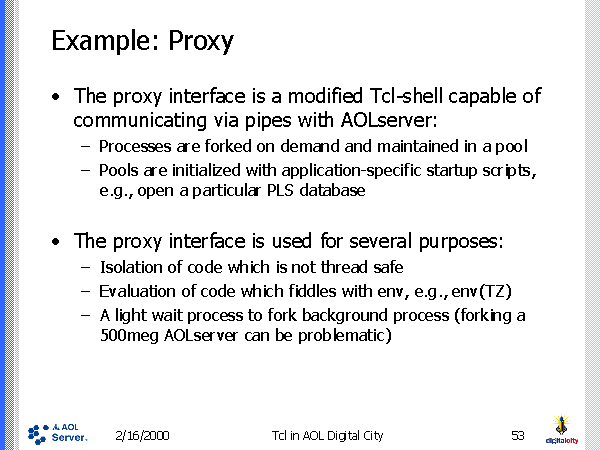 Example: Proxy
• The proxy interface is a modified Tcl-shell capable of
communicating via pipes with AOLserver:
– Processes are forked on demand and maintained in a pool
– Pools are initialized with application-specific startup scripts,
e.g., open a particular PLS database
• The proxy interface is used for several purposes:
– Isolation of code which is not thread safe
– Evaluation of code which fiddles with env, e.g., env(TZ)
– A light wait process to fork background process (forking a
500meg AOLserver can be problematic)
AOL
Server.
2/16/2000
Tcl in AOL Digital City
53
digitalcity